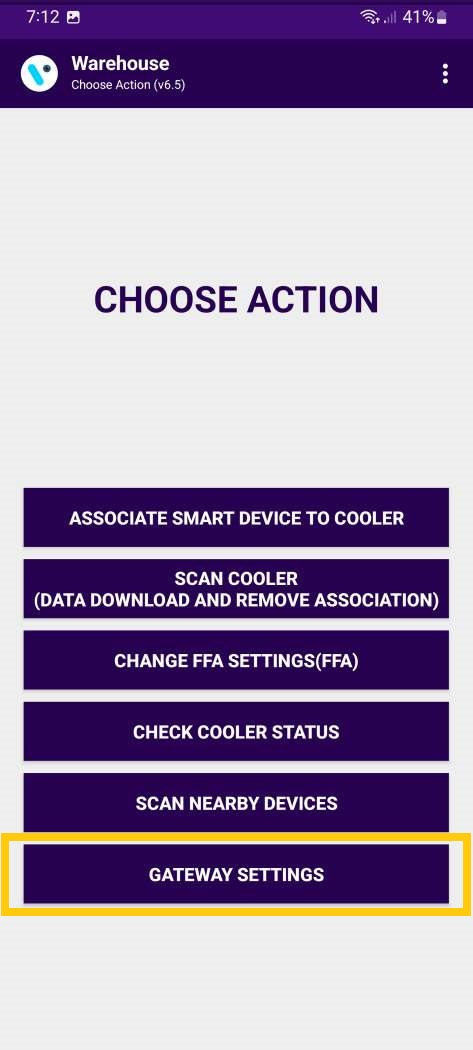 7:12
41%
Warehouse
Choose Action (v6.5)
CHOOSE ACTION
ASSOCIATE SMART DEVICE TO COOLER
SCAN COOLER
(DATA DOWNLOAD AND REMOVE ASSOCIATION)
CHANGE FFA SETTINGS(FFA)
CHECK COOLER STATUS
SCAN NEARBY DEVICES
GATEWAY SETTINGS